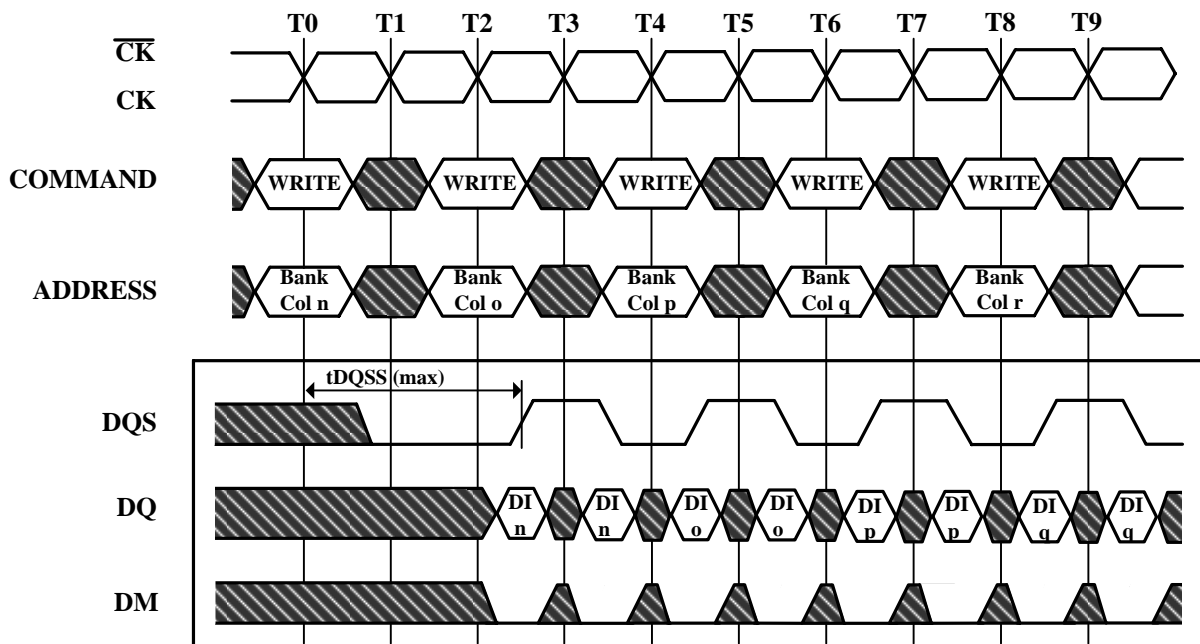 T0 T1 T2 T3 T4 T5 T6 T7 T8 T9
CK
CK
COMMAND
WRITE WRITE WRITE WRITE WRITE
ADDRESS
Bank Bank Bank Bank Bank
Col n Col o Col p Col q Col r
tDQSS (max)
DQS
DQ
DI DI DI DI DI DI DI DI
n n o o p p q q
DM